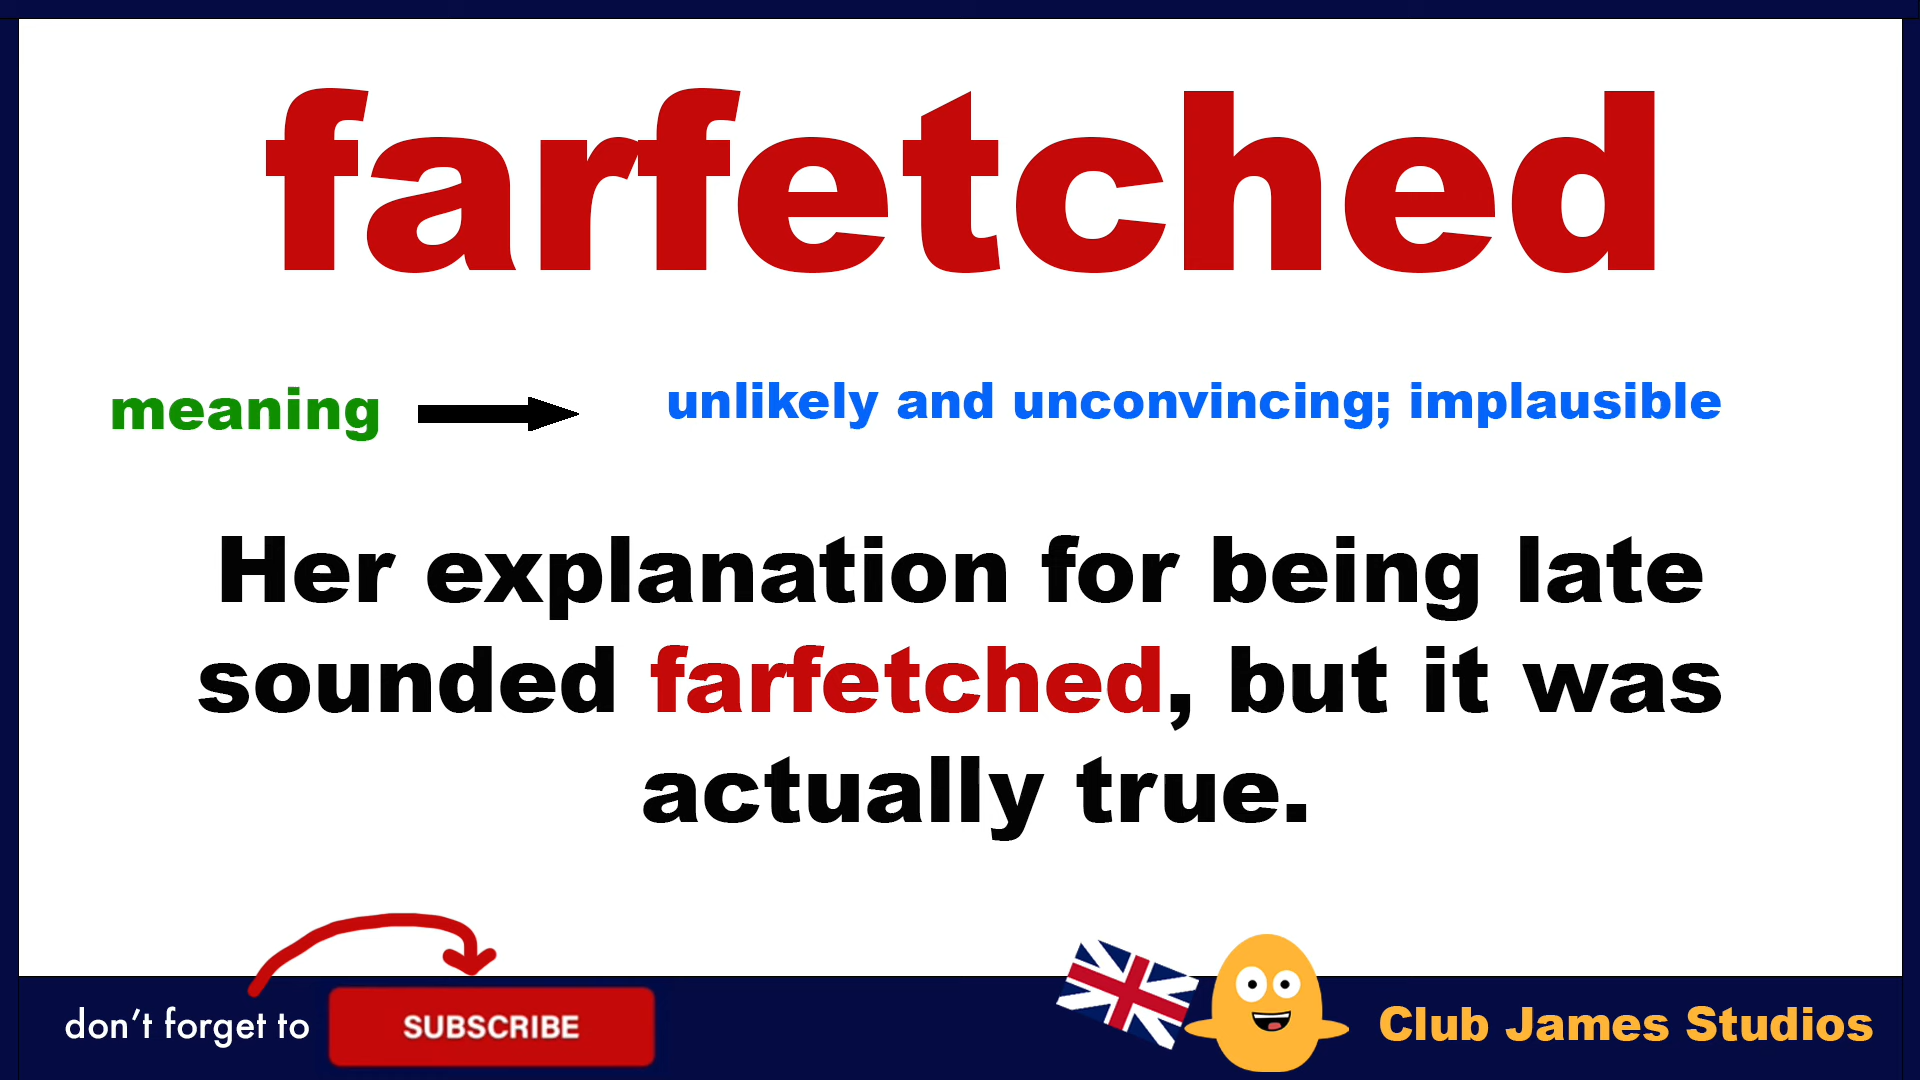 farfetched
meaning
unlikely and unconvincing; implausible
Her explanation for being late
sounded farfetched, but it was
actually true.
don't forget to
SUBSCRIBE
Club James Studios